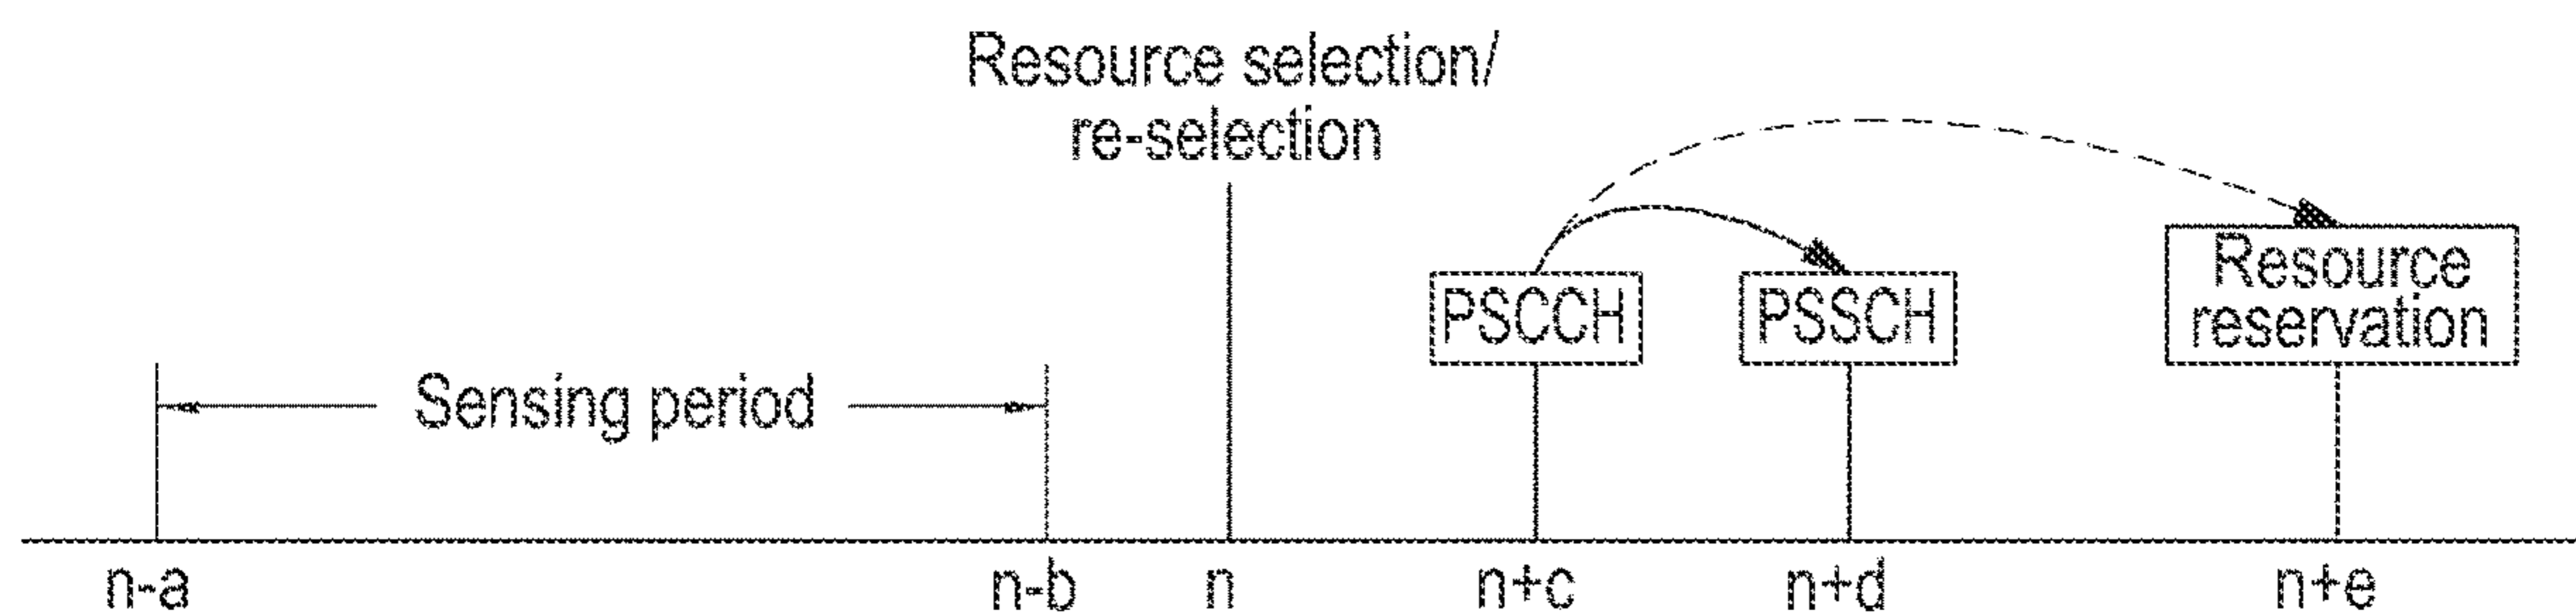 Resource selection/
re-selection
PSCCH
PSSCH
Resource
reservation
Sensing period
n-a
n-b
n
n+c
n+d
n+e